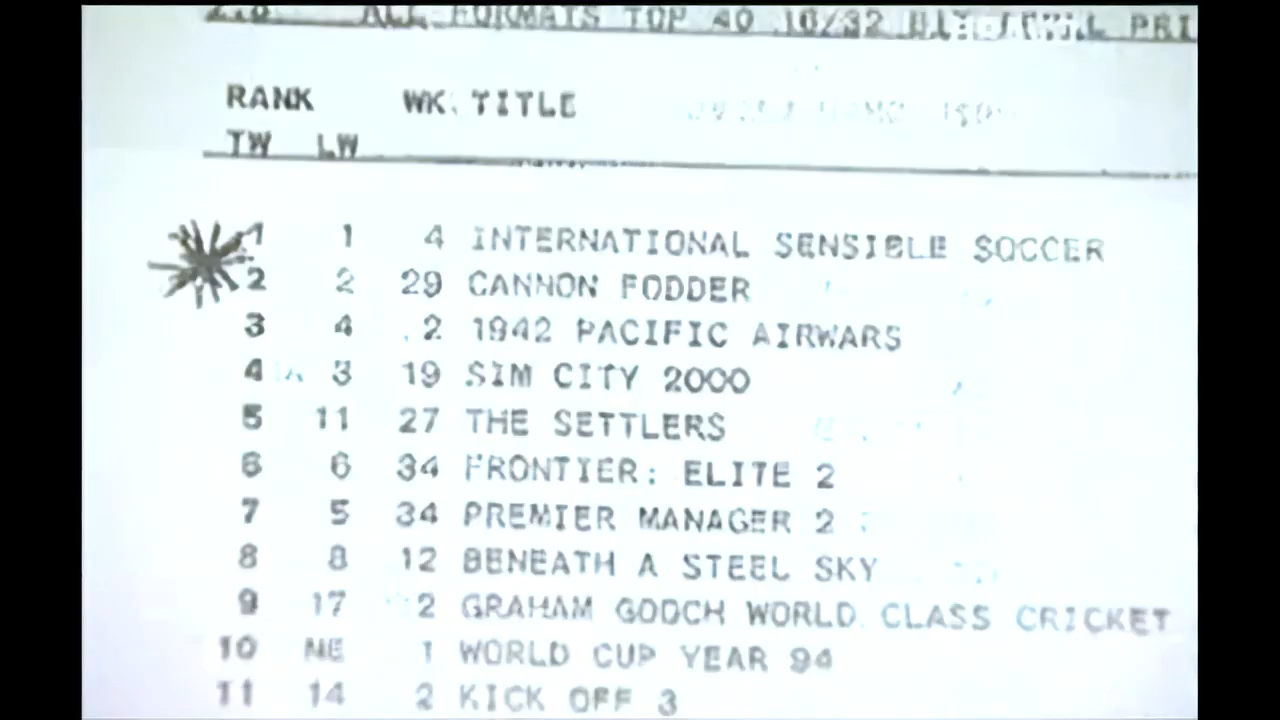 ALL FORMATS TOP 40 16/32 BIT FULL PRI
RANK WK. TITLE
TW LW
1 1 4 INTERNATIONAL SENSIBLE SOCCER
2 2 29 CANNON FODDER
3 4 2 1942 PACIFIC AIRWARS
4 3 19 SIM CITY 2000
5 11 27 THE SETTLERS
6 6 34 FRONTIER: ELITE 2
7 5 34 PREMIER MANAGER 2
8 8 12 BENEATH A STEEL SKY
9 17 2 GRAHAM GOOCH WORLD CLASS CRICKET
10 NE 1 WORLD CUP YEAR 94
11 14 2 KICK OFF 3